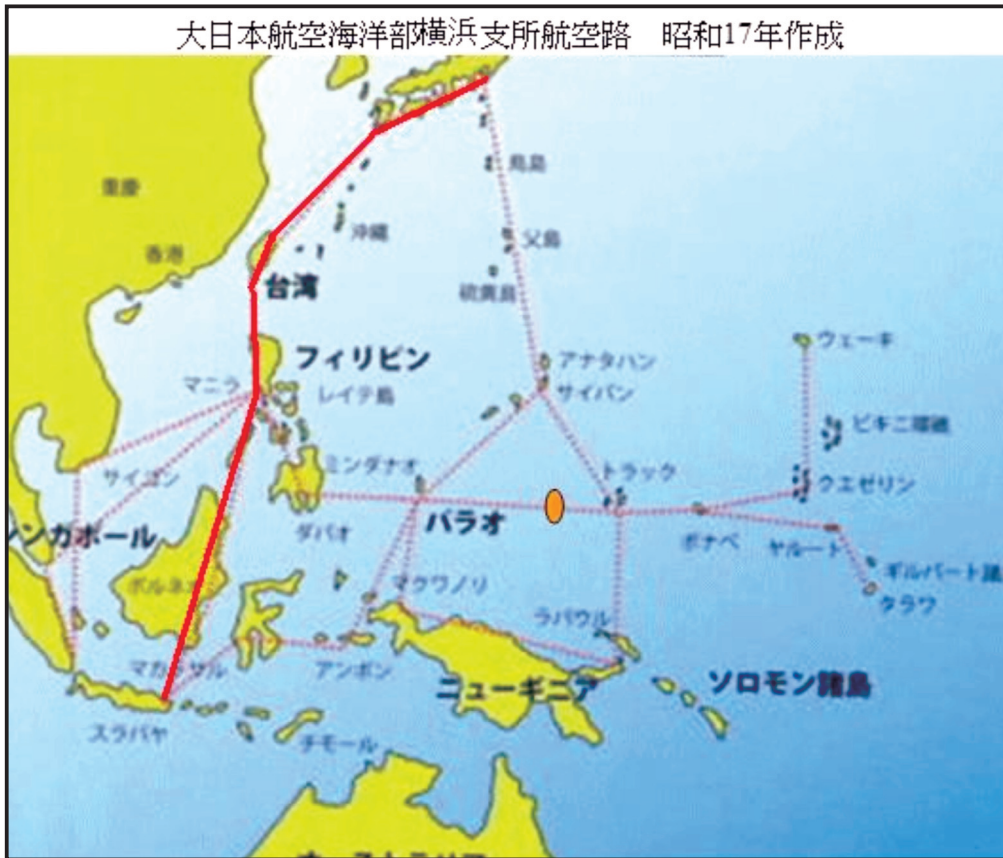 大日本航空海洋部横浜支所航空路　昭和17年作成
鳥島
重慶
沖縄
父島
香港
硫黄島
台湾
フィリピン
アナタハン
ウェーキ
マニラ
レイテ島
サイパン
ビキニ環礁
サイゴン
ミンダナオ
トラック
クエゼリン
ンガポール
ダバオ
パラオ
ポナペ
ヤルート
ボルネオ
マクワノリ
ギルバート諸
タラワ
ラバウル
マカッサル
アンボン
ニューギニア
ソロモン諸島
スラバヤ
チモール